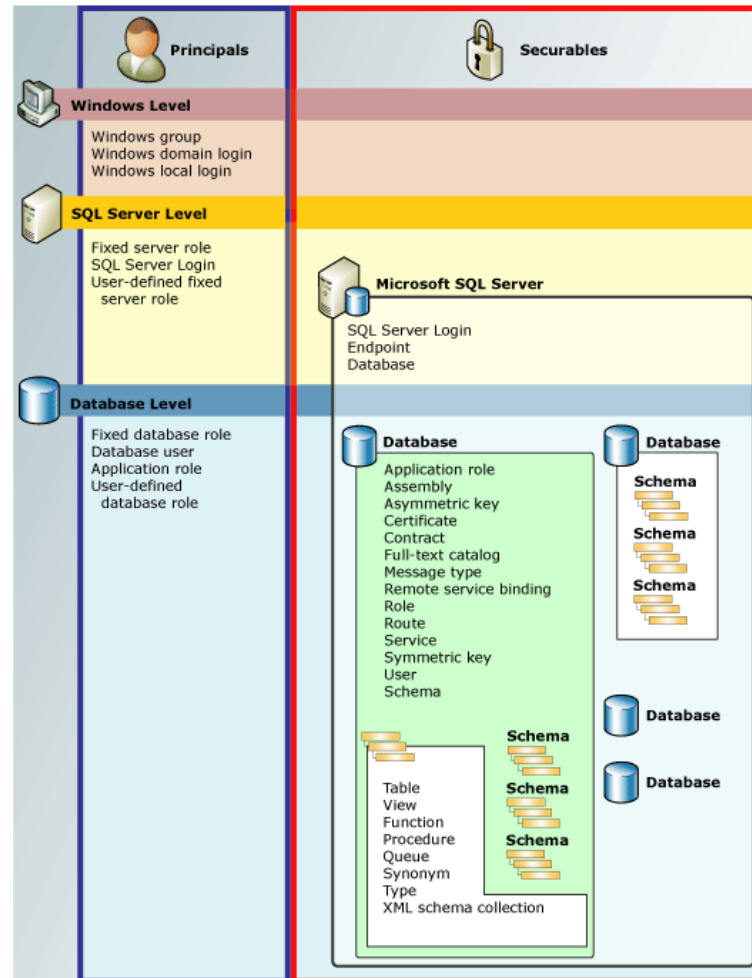 Principals
Securables
Windows Level
Windows group
Windows domain login
Windows local login
SQL Server Level
Fixed server role
SQL Server Login
User-defined fixed
server role
Microsoft SQL Server
SQL Server Login
Endpoint
Database
Database Level
Fixed database role
Database user
Application role
User-defined
database role
Database
Application role
Assembly
Asymmetric key
Certificate
Contract
Full-text catalog
Message type
Remote service binding
Role
Route
Service
Symmetric key
User
Schema
Table
View
Function
Procedure
Queue
Synonym
Type
XML schema collection
Schema
Schema
Schema
Database
Schema
Schema
Schema
Database
Database